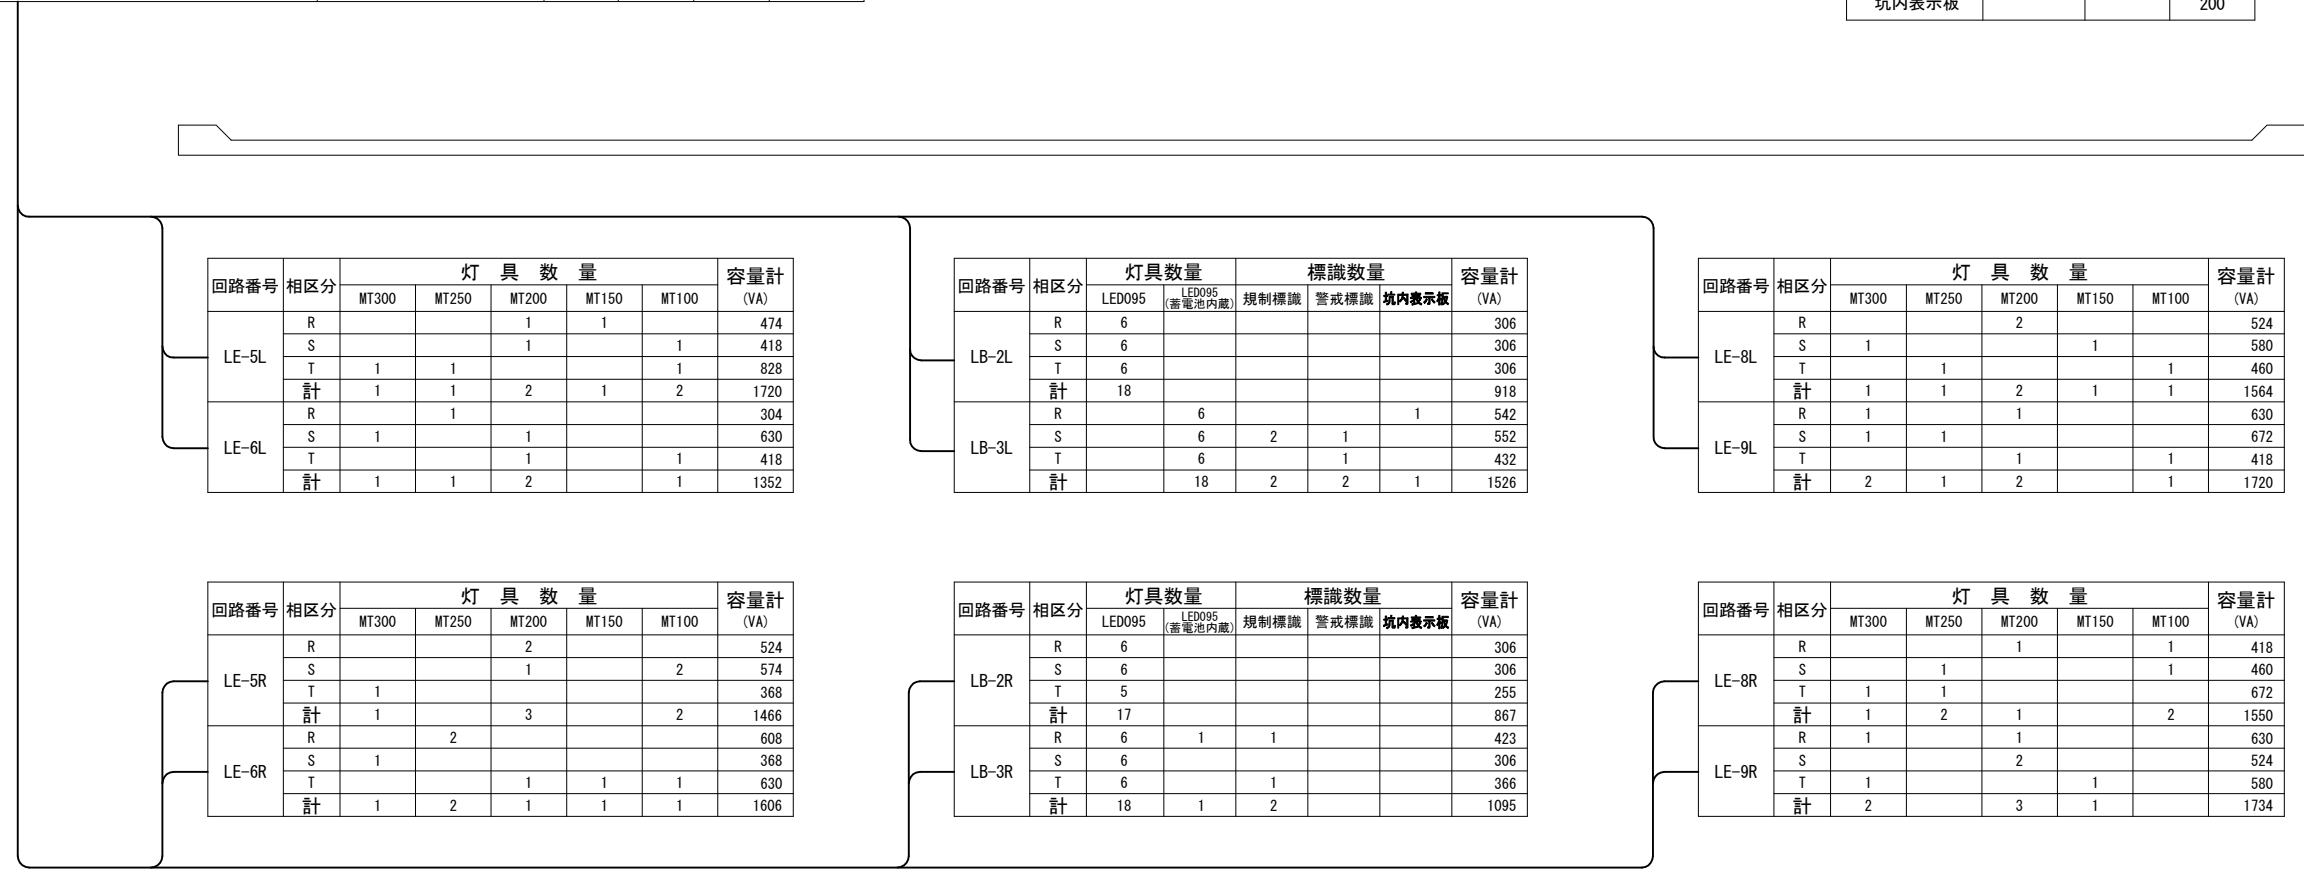 坑内表示板 200
回路番号 相区分 灯具数量 容量計
MT300 MT250 MT200 MT150 MT100 (VA)
LE-5L
R 1 1 474
S 1 1 418
T 1 1 1 828
計 1 1 2 1 2 1720
LE-6L
R 1 304
S 1 1 630
T 1 1 418
計 1 1 2 1 1352
回路番号 相区分 灯具数量 標識数量 容量計
LED095 LED095(蓄電池内蔵) 規制標識 警戒標識 坑内表示板 (VA)
LB-2L
R 6 306
S 6 306
T 6 306
計 18 918
LB-3L
R 6 1 542
S 6 2 1 552
T 6 1 432
計 18 2 2 1 1526
回路番号 相区分 灯具数量 容量計
MT300 MT250 MT200 MT150 MT100 (VA)
LE-8L
R 2 524
S 1 1 580
T 1 1 460
計 1 1 2 1 1 1564
LE-9L
R 1 1 630
S 1 1 672
T 1 1 418
計 2 1 2 1 1720
回路番号 相区分 灯具数量 容量計
MT300 MT250 MT200 MT150 MT100 (VA)
LE-5R
R 2 524
S 1 2 574
T 1 368
計 1 3 2 1466
LE-6R
R 2 608
S 1 368
T 1 1 1 630
計 1 2 1 1 1 1606
回路番号 相区分 灯具数量 標識数量 容量計
LED095 LED095(蓄電池内蔵) 規制標識 警戒標識 坑内表示板 (VA)
LB-2R
R 6 306
S 6 306
T 5 255
計 17 867
LB-3R
R 6 1 1 423
S 6 306
T 6 1 366
計 18 1 2 1095
回路番号 相区分 灯具数量 容量計
MT300 MT250 MT200 MT150 MT100 (VA)
LE-8R
R 1 1 418
S 1 1 460
T 1 1 672
計 1 2 1 2 1550
LE-9R
R 1 1 630
S 2 524
T 1 1 580
計 2 3 1 1734